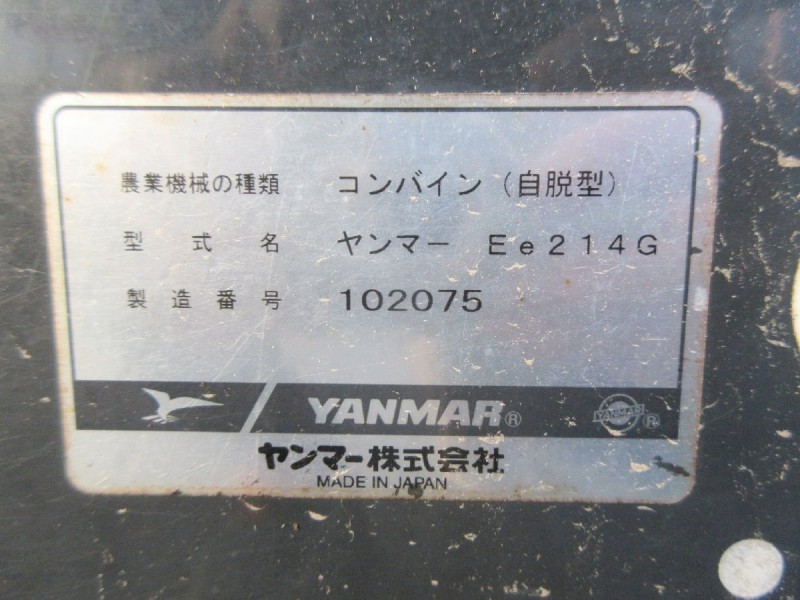 農業機械の種類 コンバイン（自脱型）
型式名 ヤンマー Ee214G
製造番号 102075
YANMAR® YANMAR ®
ヤンマー株式会社
MADE IN JAPAN